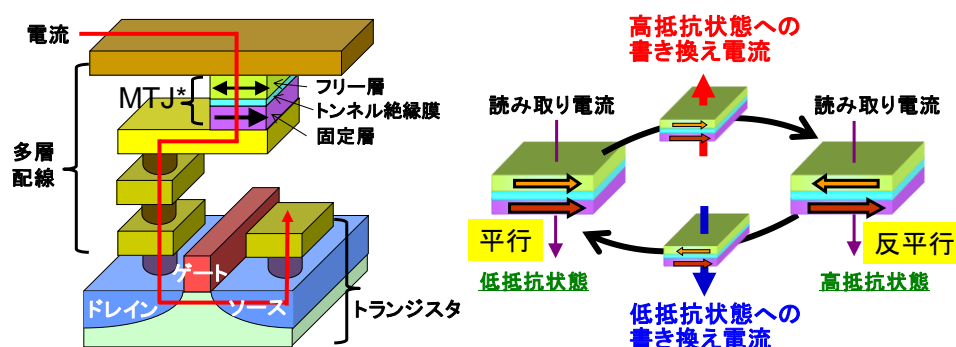 電流
MTJ*
フリー層
トンネル絶縁膜
固定層
多層
配線
ゲート
ドレイン
ソース
トランジスタ
高抵抗状態への
書き換え電流
読み取り電流
読み取り電流
平行
反平行
低抵抗状態
高抵抗状態
低抵抗状態への
書き換え電流